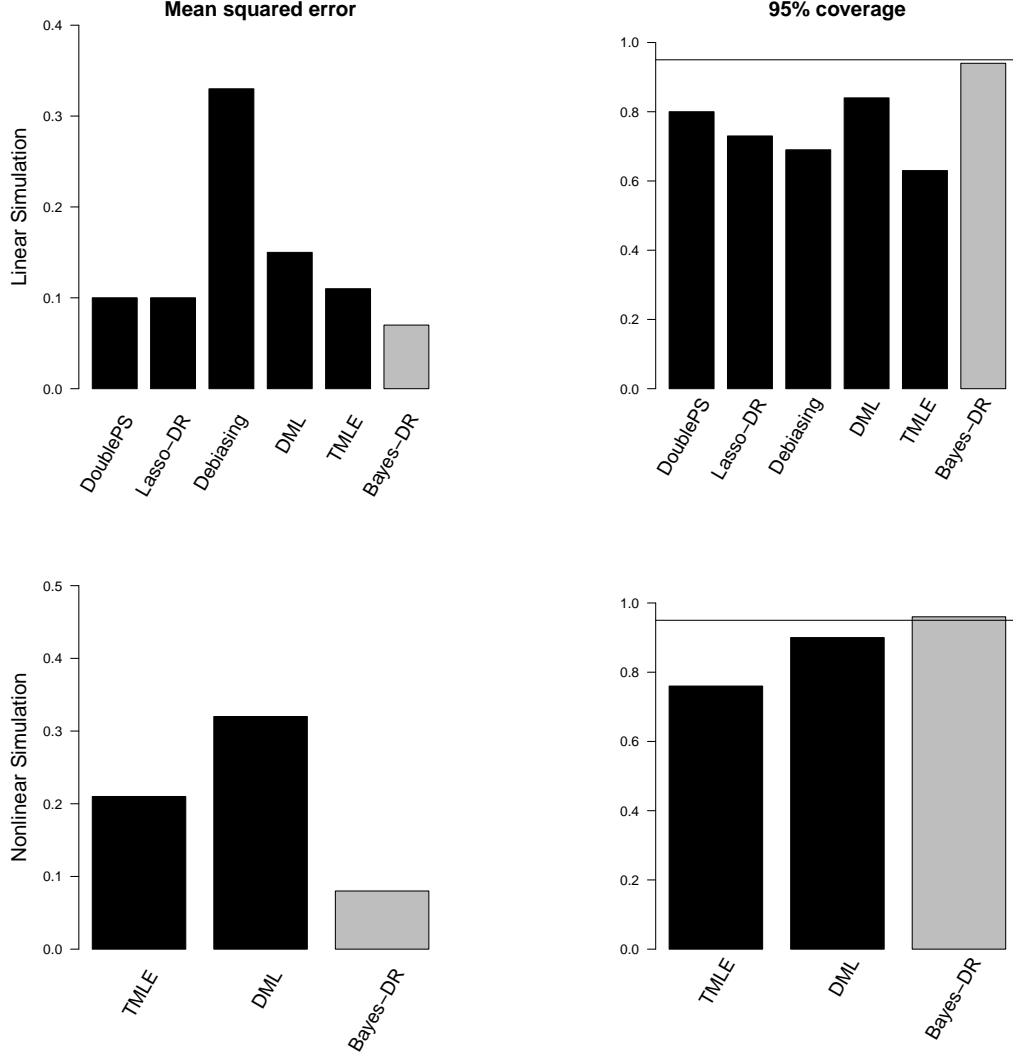 Mean squared error
95% coverage
Linear Simulation
0.4
0.3
0.2
0.1
0.0
DoublePS
Lasso−DR
Debiasing
DML
TMLE
Bayes−DR
1.0
0.8
0.6
0.4
0.2
0.0
DoublePS
Lasso−DR
Debiasing
DML
TMLE
Bayes−DR
Nonlinear Simulation
0.5
0.4
0.3
0.2
0.1
0.0
TMLE
DML
Bayes−DR
1.0
0.8
0.6
0.4
0.2
0.0
TMLE
DML
Bayes−DR